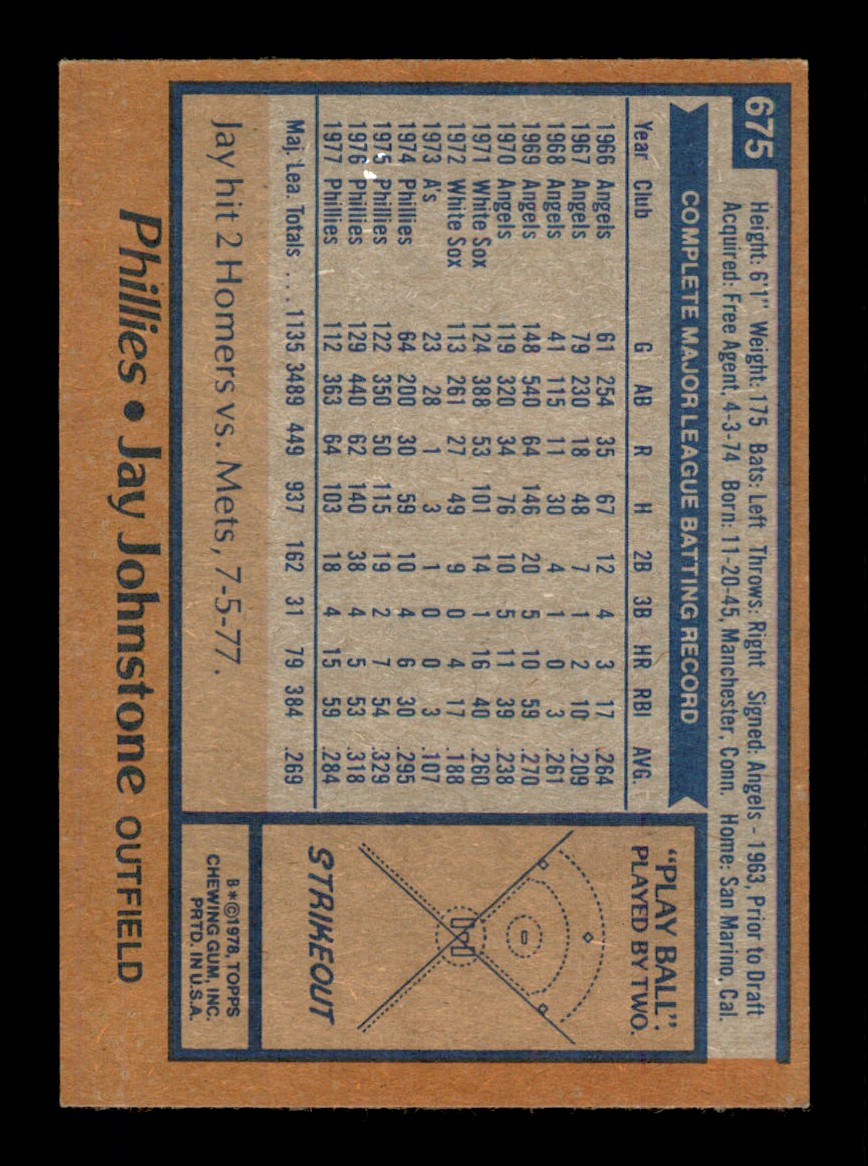 675
Height: 6'1" Weight: 175 Bats: Left Throws: Right Signed: Angels - 1963, Prior to Draft
Acquired: Free Agent, 4-3-74 Born: 11-20-45, Manchester, Conn. Home: San Marino, Cal.
COMPLETE MAJOR LEAGUE BATTING RECORD
Year Club G AB R H 2B 3B HR RBI AVG.
1966 Angels 61 254 35 67 12 4 3 17 .264
1967 Angels 79 230 18 48 7 1 2 10 .209
1968 Angels 41 115 11 30 4 1 0 3 .261
1969 Angels 148 540 64 146 20 5 10 59 .270
1970 Angels 119 320 34 76 10 5 11 39 .238
1971 White Sox 124 388 53 101 14 1 16 40 .260
1972 White Sox 113 261 27 49 9 0 4 17 .188
1973 A's 23 28 1 3 1 0 0 3 .107
1974 Phillies 64 200 30 59 10 4 6 30 .295
1975 Phillies 122 350 50 115 19 2 7 54 .329
1976 Phillies 129 440 62 140 38 4 5 53 .318
1977 Phillies 112 363 64 103 18 4 15 59 .284
Maj. Lea. Totals ... 1135 3489 449 937 162 31 79 384 .269
Jay hit 2 Homers vs. Mets, 7-5-77.
"PLAY BALL"
PLAYED BY TWO.
STRIKEOUT
B*©1978, TOPPS
CHEWING GUM, INC.
PRTD. IN U.S.A.
Phillies • Jay Johnstone OUTFIELD